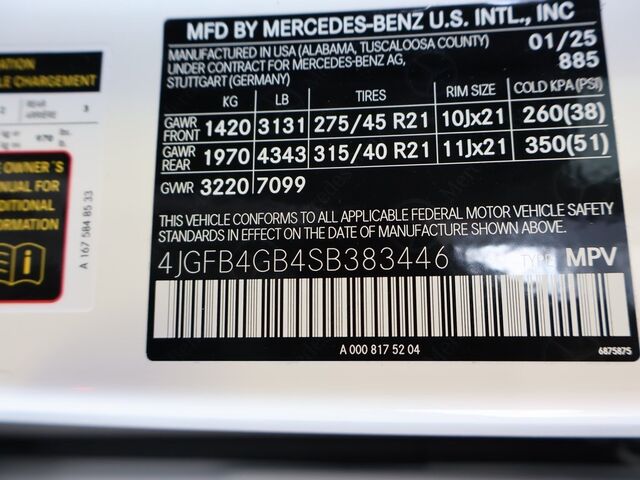 MFD BY MERCEDES-BENZ U.S. INTL., INC
MANUFACTURED IN USA (ALABAMA, TUSCALOOSA COUNTY) 01/25
UNDER CONTRACT FOR MERCEDES-BENZ AG, 885
STUTTGART (GERMANY)
KG LB TIRES RIM SIZE COLD KPA (PSI)
GAWR FRONT 1420 3131 275/45 R21 10Jx21 260(38)
GAWR REAR 1970 4343 315/40 R21 11Jx21 350(51)
GVWR 3220 7099
THIS VEHICLE CONFORMS TO ALL APPLICABLE FEDERAL MOTOR VEHICLE SAFETY
STANDARDS IN EFFECT ON THE DATE OF MANUFACTURE SHOWN ABOVE.
4JGFB4GB4SB383446 TYPE: MPV
A 000 817 52 04 6875875
CHARGEMENT
3
970
OWNER'S
FOR
A 167 584 85 33